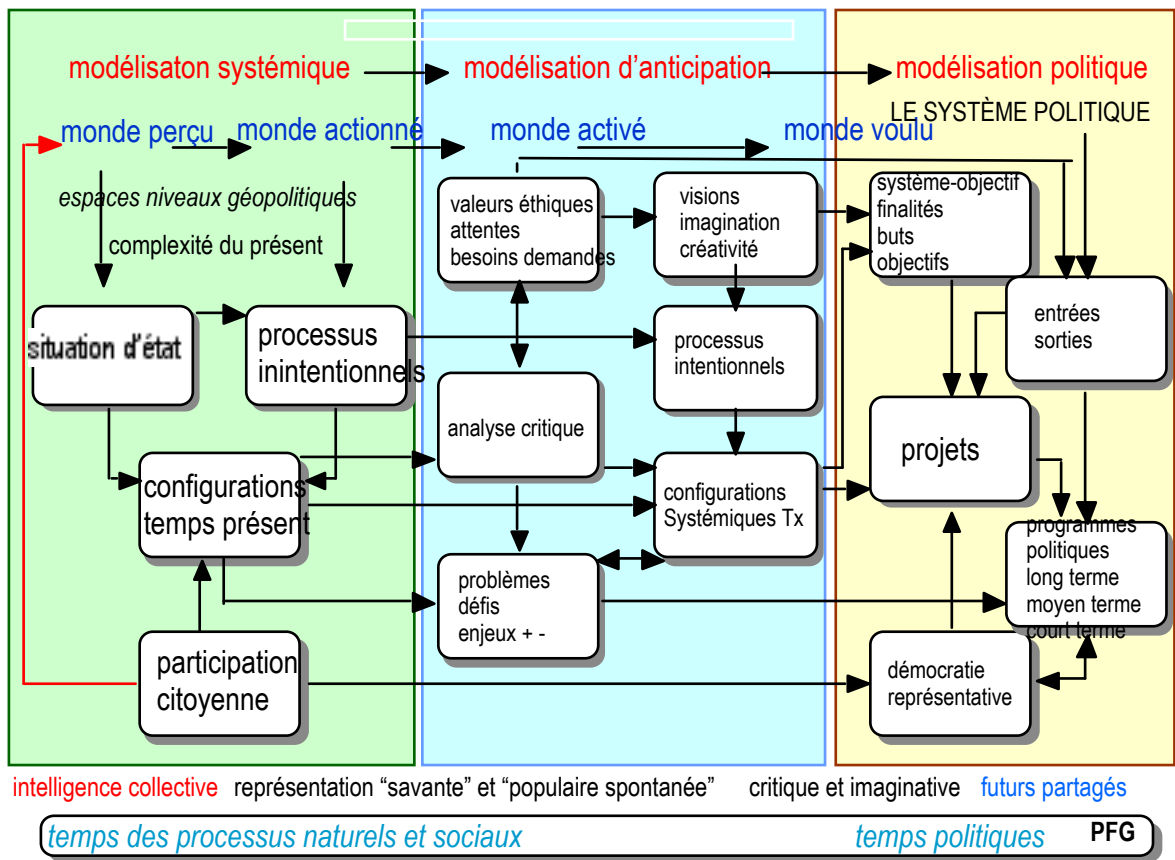 modélisaton systémique
modélisation d’anticipation
modélisation politique
LE SYSTÈME POLITIQUE
monde perçu
monde actionné
monde activé
monde voulu
espaces niveaux géopolitiques
complexité du présent
situation d'état
processus
inintentionnels
configurations
temps présent
participation
citoyenne
valeurs éthiques
attentes
besoins demandes
analyse critique
problèmes
défis
enjeux + -
visions
imagination
créativité
processus
intentionnels
configurations
Systémiques Tx
système-objectif
finalités
buts
objectifs
entrées
sorties
projets
programmes
politiques
long terme
moyen terme
court terme
démocratie
représentative
intelligence collective représentation “savante” et “populaire spontanée” critique et imaginative futurs partagés
temps des processus naturels et sociaux temps politiques PFG